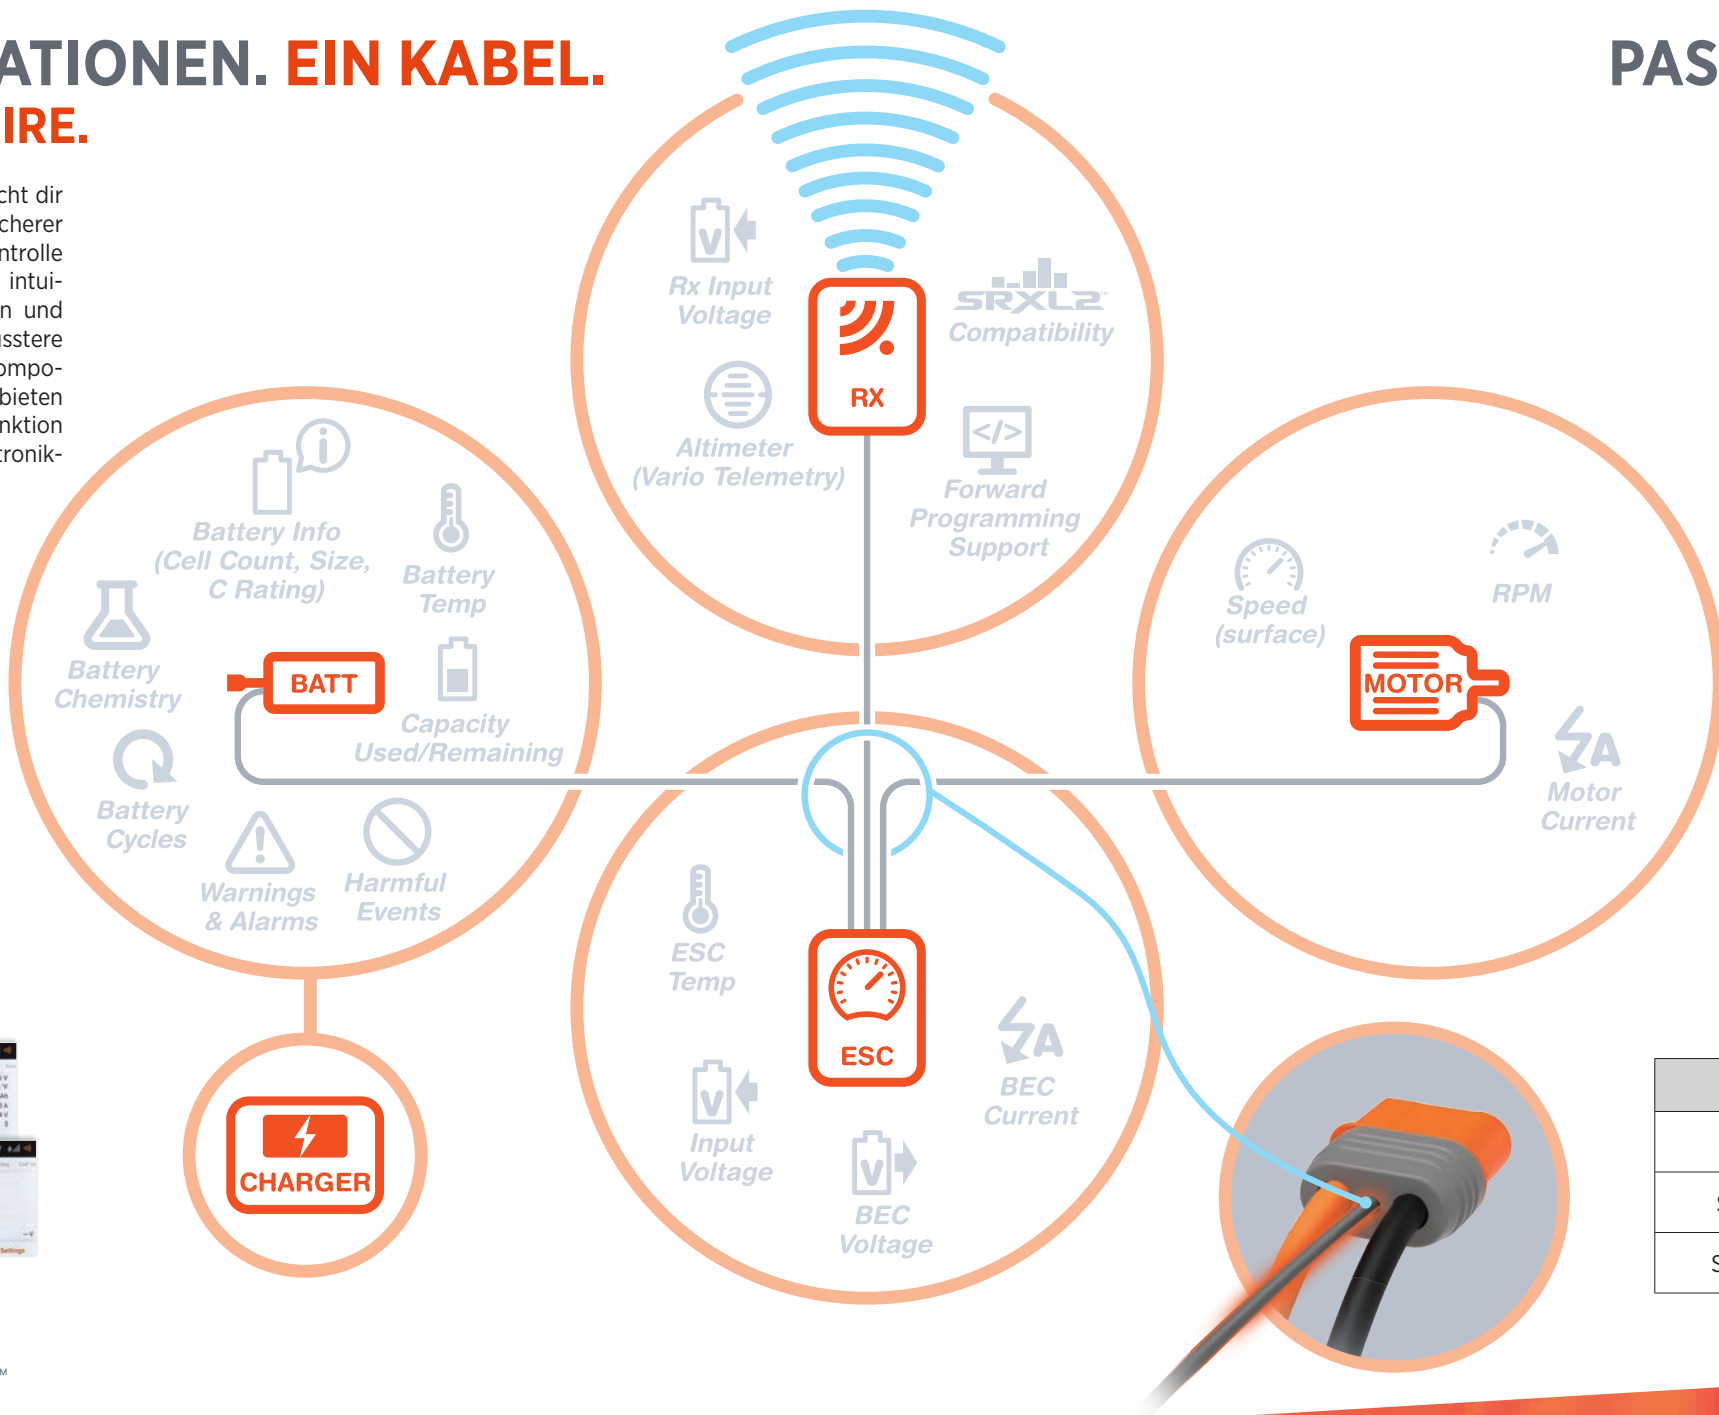 ATIONEN. EIN KABEL.
IRE.
PAS
cht dir
cherer
ntrolle
intui-
n und
usstere
ompo-
bieten
nktion
tronik-
Rx Input
Voltage
SRXL2™
Compatibility
RX
Altimeter
(Vario Telemetry)
</>
Forward
Programming
Support
Battery Info
(Cell Count, Size,
C Rating)
Battery
Temp
Battery
Chemistry
BATT
Capacity
Used/Remaining
Battery
Cycles
Warnings
& Alarms
Harmful
Events
CHARGER
Speed
(surface)
RPM
MOTOR
A
Motor
Current
ESC
Temp
ESC
A
BEC
Current
V
Input
Voltage
V
BEC
Voltage
Settings
S
S